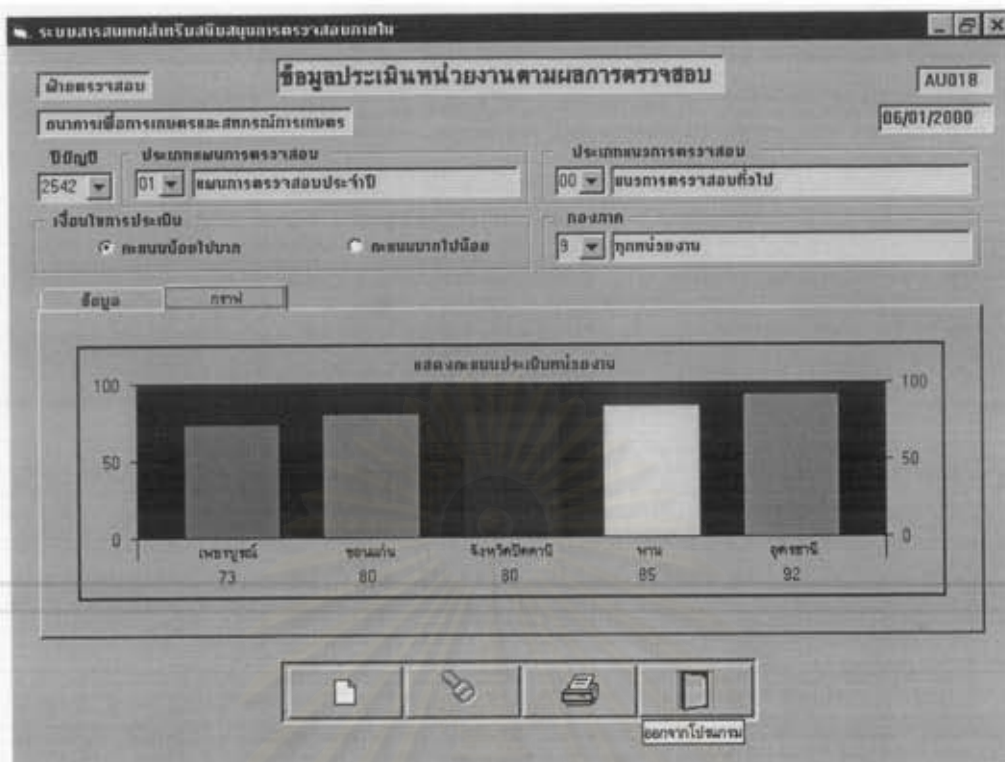 ระบบสารสนเทศสำหรับสนับสนุนการตรวจสอบภายใน
ฝ่ายตรวจสอบ ข้อมูลประเมินหน่วยงานตามผลการตรวจสอบ AU018
ธนาคารเพื่อการเกษตรและสหกรณ์การเกษตร 06/01/2000
ปีบัญชี ประเภทแผนการตรวจสอบ ประเภทแนวการตรวจสอบ
2542 01 แผนการตรวจสอบประจำปี 00 แนวการตรวจสอบทั่วไป
เงื่อนไขการประเมิน กองภาค
คะแนนน้อยไปมาก คะแนนมากไปน้อย 9 ทุกหน่วยงาน
ข้อมูล กราฟ
แสดงคะแนนประเมินหน่วยงาน
100 100
50 50
0 0
เพชรบูรณ์ ขอนแก่น จังหวัดปัตตานี พาน อุดรธานี
73 80 80 85 92
ออกจากโปรแกรม